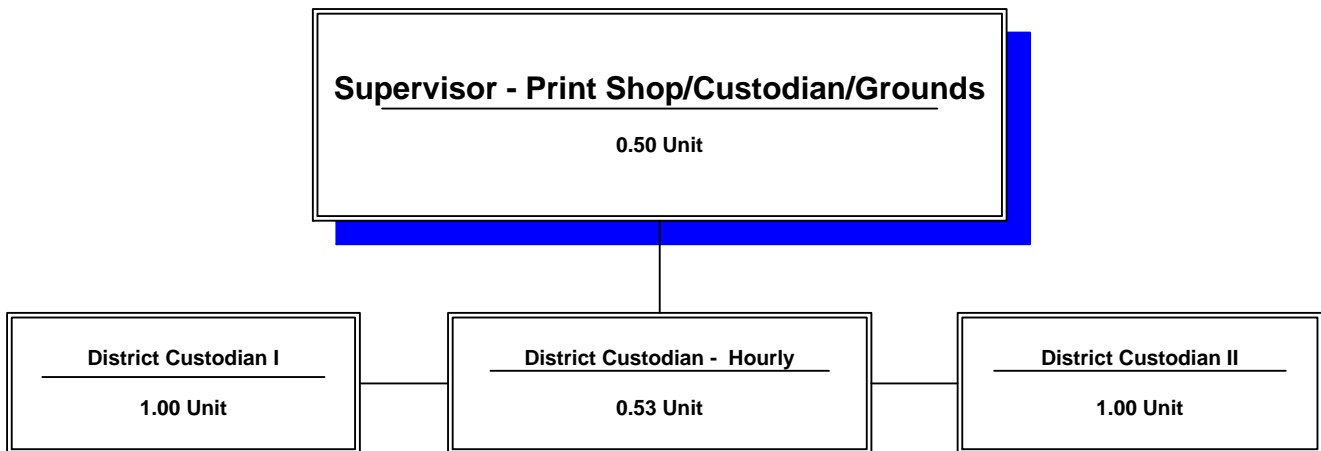 Supervisor - Print Shop/Custodian/Grounds
0.50 Unit
District Custodian I
1.00 Unit
District Custodian - Hourly
0.53 Unit
District Custodian II
1.00 Unit